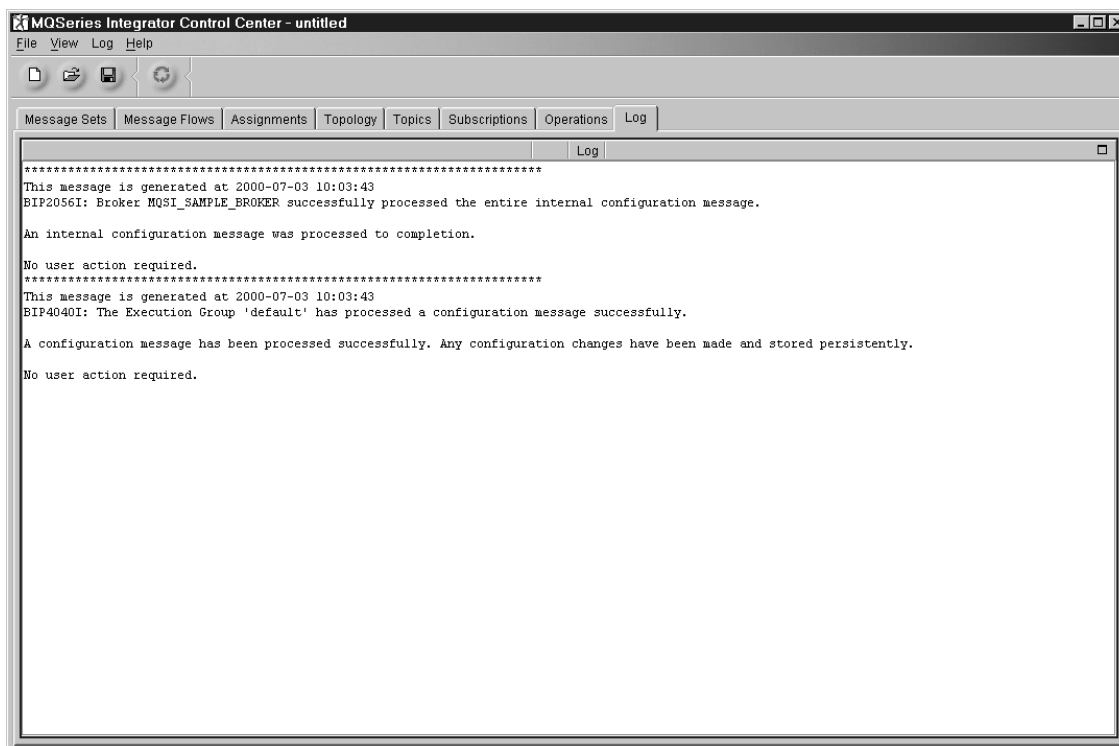 MQSeries Integrator Control Center - untitled
File View Log Help
Message Sets Message Flows Assignments Topology Topics Subscriptions Operations Log
Log
***********************************************************************
This message is generated at 2000-07-03 10:03:43
BIP2056I: Broker MQSI_SAMPLE_BROKER successfully processed the entire internal configuration message.
An internal configuration message was processed to completion.
No user action required.
***********************************************************************
This message is generated at 2000-07-03 10:03:43
BIP4040I: The Execution Group 'default' has processed a configuration message successfully.
A configuration message has been processed successfully. Any configuration changes have been made and stored persistently.
No user action required.